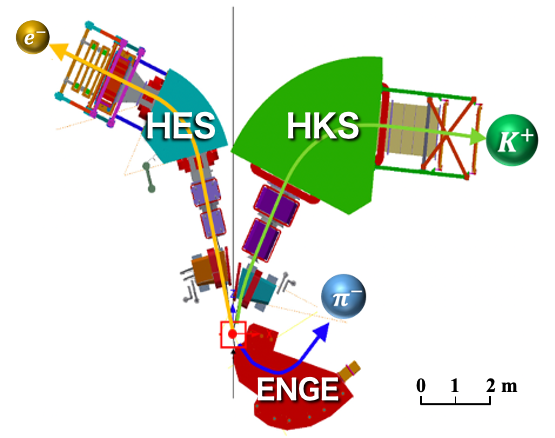 e⁻
HES
HKS
K⁺
π⁻
ENGE
0 1 2 m